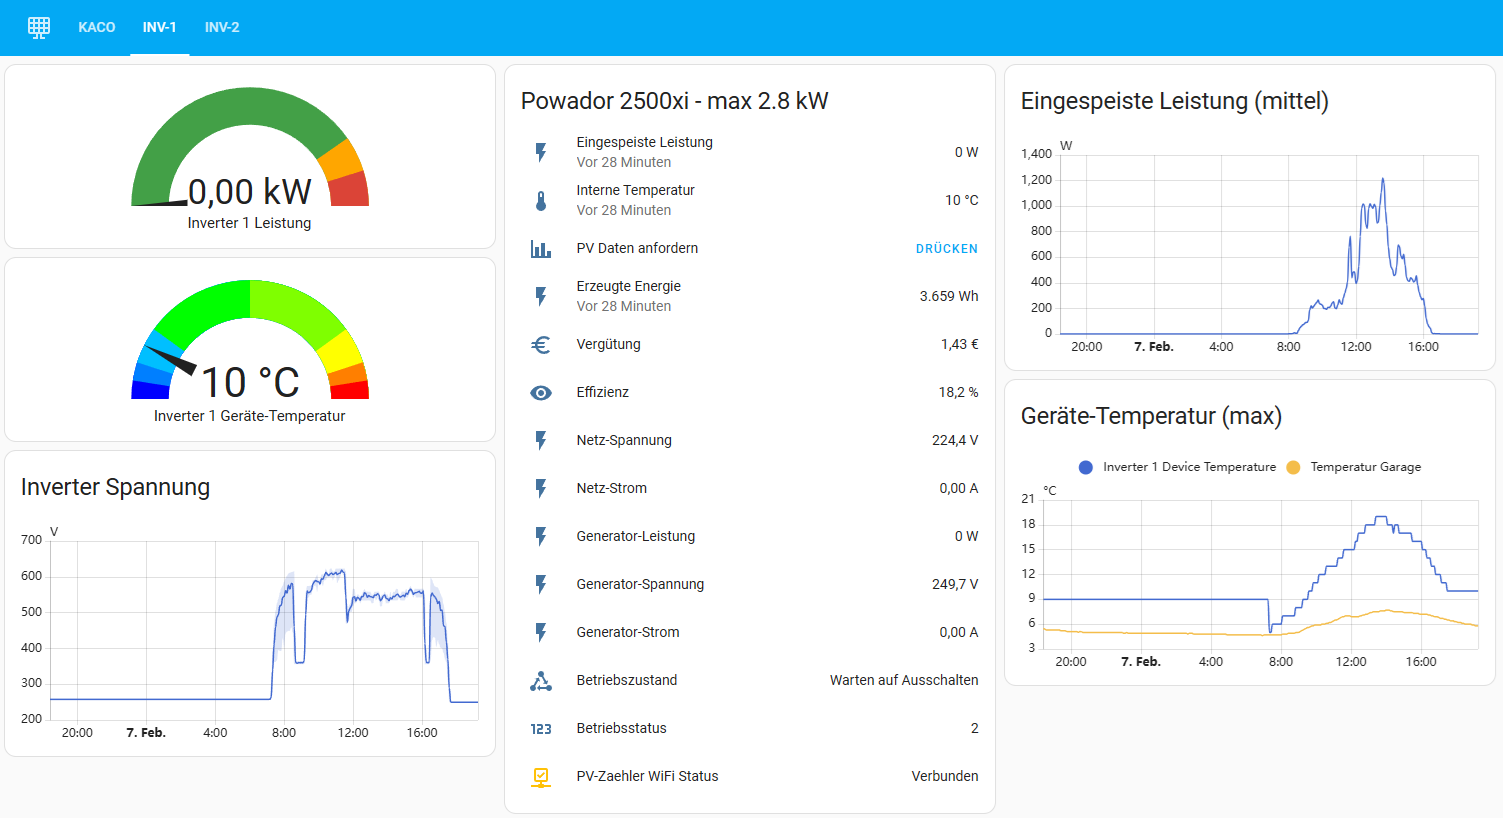 KACO INV-1 INV-2
0,00 kW
Inverter 1 Leistung
10 °C
Inverter 1 Geräte-Temperatur
Inverter Spannung
V
700
600
500
400
300
200
20:00 7. Feb. 4:00 8:00 12:00 16:00
Powador 2500xi - max 2.8 kW
Eingespeiste Leistung
Vor 28 Minuten
0 W
Interne Temperatur
Vor 28 Minuten
10 °C
PV Daten anfordern DRÜCKEN
Erzeugte Energie
Vor 28 Minuten
3.659 Wh
Vergütung 1,43 €
Effizienz 18,2 %
Netz-Spannung 224,4 V
Netz-Strom 0,00 A
Generator-Leistung 0 W
Generator-Spannung 249,7 V
Generator-Strom 0,00 A
Betriebszustand Warten auf Ausschalten
123 Betriebsstatus 2
PV-Zaehler WiFi Status Verbunden
Eingespeiste Leistung (mittel)
W
1,400
1,200
1,000
800
600
400
200
0
20:00 7. Feb. 4:00 8:00 12:00 16:00
Geräte-Temperatur (max)
Inverter 1 Device Temperature Temperatur Garage
°C
21
18
15
12
9
6
3
20:00 7. Feb. 4:00 8:00 12:00 16:00